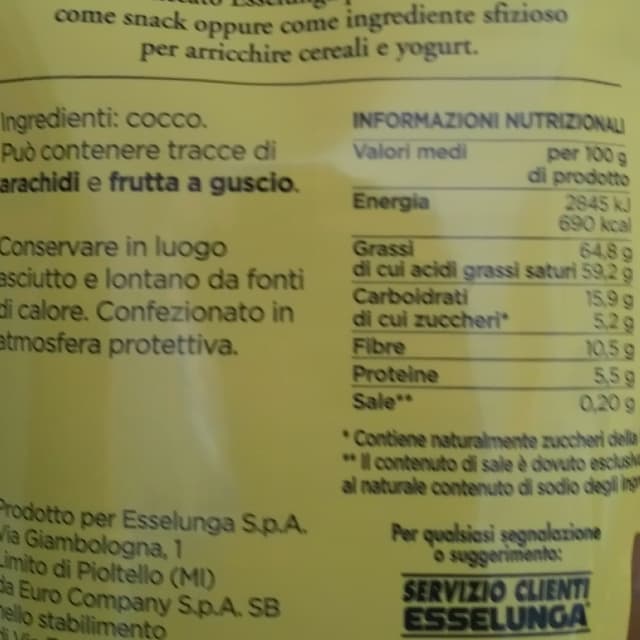 come snack oppure come ingrediente sfizioso
per arricchire cereali e yogurt.
Ingredienti: cocco.
Può contenere tracce di
arachidi e frutta a guscio.
Conservare in luogo
asciutto e lontano da fonti
di calore. Confezionato in
atmosfera protettiva.
INFORMAZIONI NUTRIZIONALI
Valori medi per 100 g
di prodotto
Energia 2845 kJ
690 kcal
Grassi 64,8 g
di cui acidi grassi saturi 59,2 g
Carboidrati 15,9 g
di cui zuccheri* 5,2 g
Fibre 10,5 g
Proteine 5,5 g
Sale** 0,20 g
* Contiene naturalmente zuccheri della
** Il contenuto di sale è dovuto
al naturale contenuto di sodio degli
Prodotto per Esselunga S.p.A.
Via Giambologna, 1
Limito di Pioltello (MI)
da Euro Company S.p.A. SB
nello stabilimento
Per qualsiasi segnalazione
o suggerimento:
SERVIZIO CLIENTI
ESSELUNGA